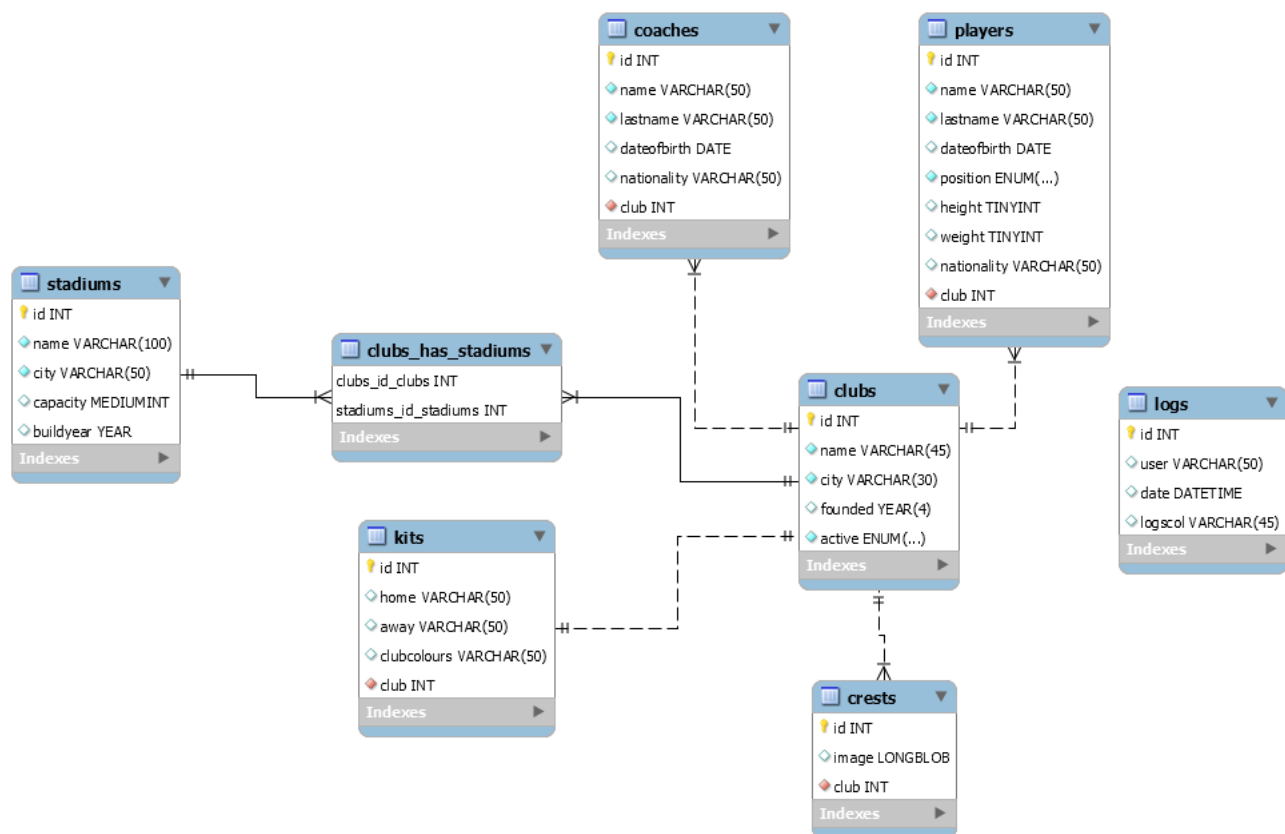 coaches
id INT
name VARCHAR(50)
lastname VARCHAR(50)
dateofbirth DATE
nationality VARCHAR(50)
club INT
Indexes
players
id INT
name VARCHAR(50)
lastname VARCHAR(50)
dateofbirth DATE
position ENUM(...)
height TINYINT
weight TINYINT
nationality VARCHAR(50)
club INT
Indexes
stadiums
id INT
name VARCHAR(100)
city VARCHAR(50)
capacity MEDIUMINT
buildyear YEAR
Indexes
clubs_has_stadiums
clubs_id_clubs INT
stadiums_id_stadiums INT
Indexes
clubs
id INT
name VARCHAR(45)
city VARCHAR(30)
founded YEAR(4)
active ENUM(...)
Indexes
logs
id INT
user VARCHAR(50)
date DATETIME
logscol VARCHAR(45)
Indexes
kits
id INT
home VARCHAR(50)
away VARCHAR(50)
clubcolours VARCHAR(50)
club INT
Indexes
crests
id INT
image LONGBLOB
club INT
Indexes